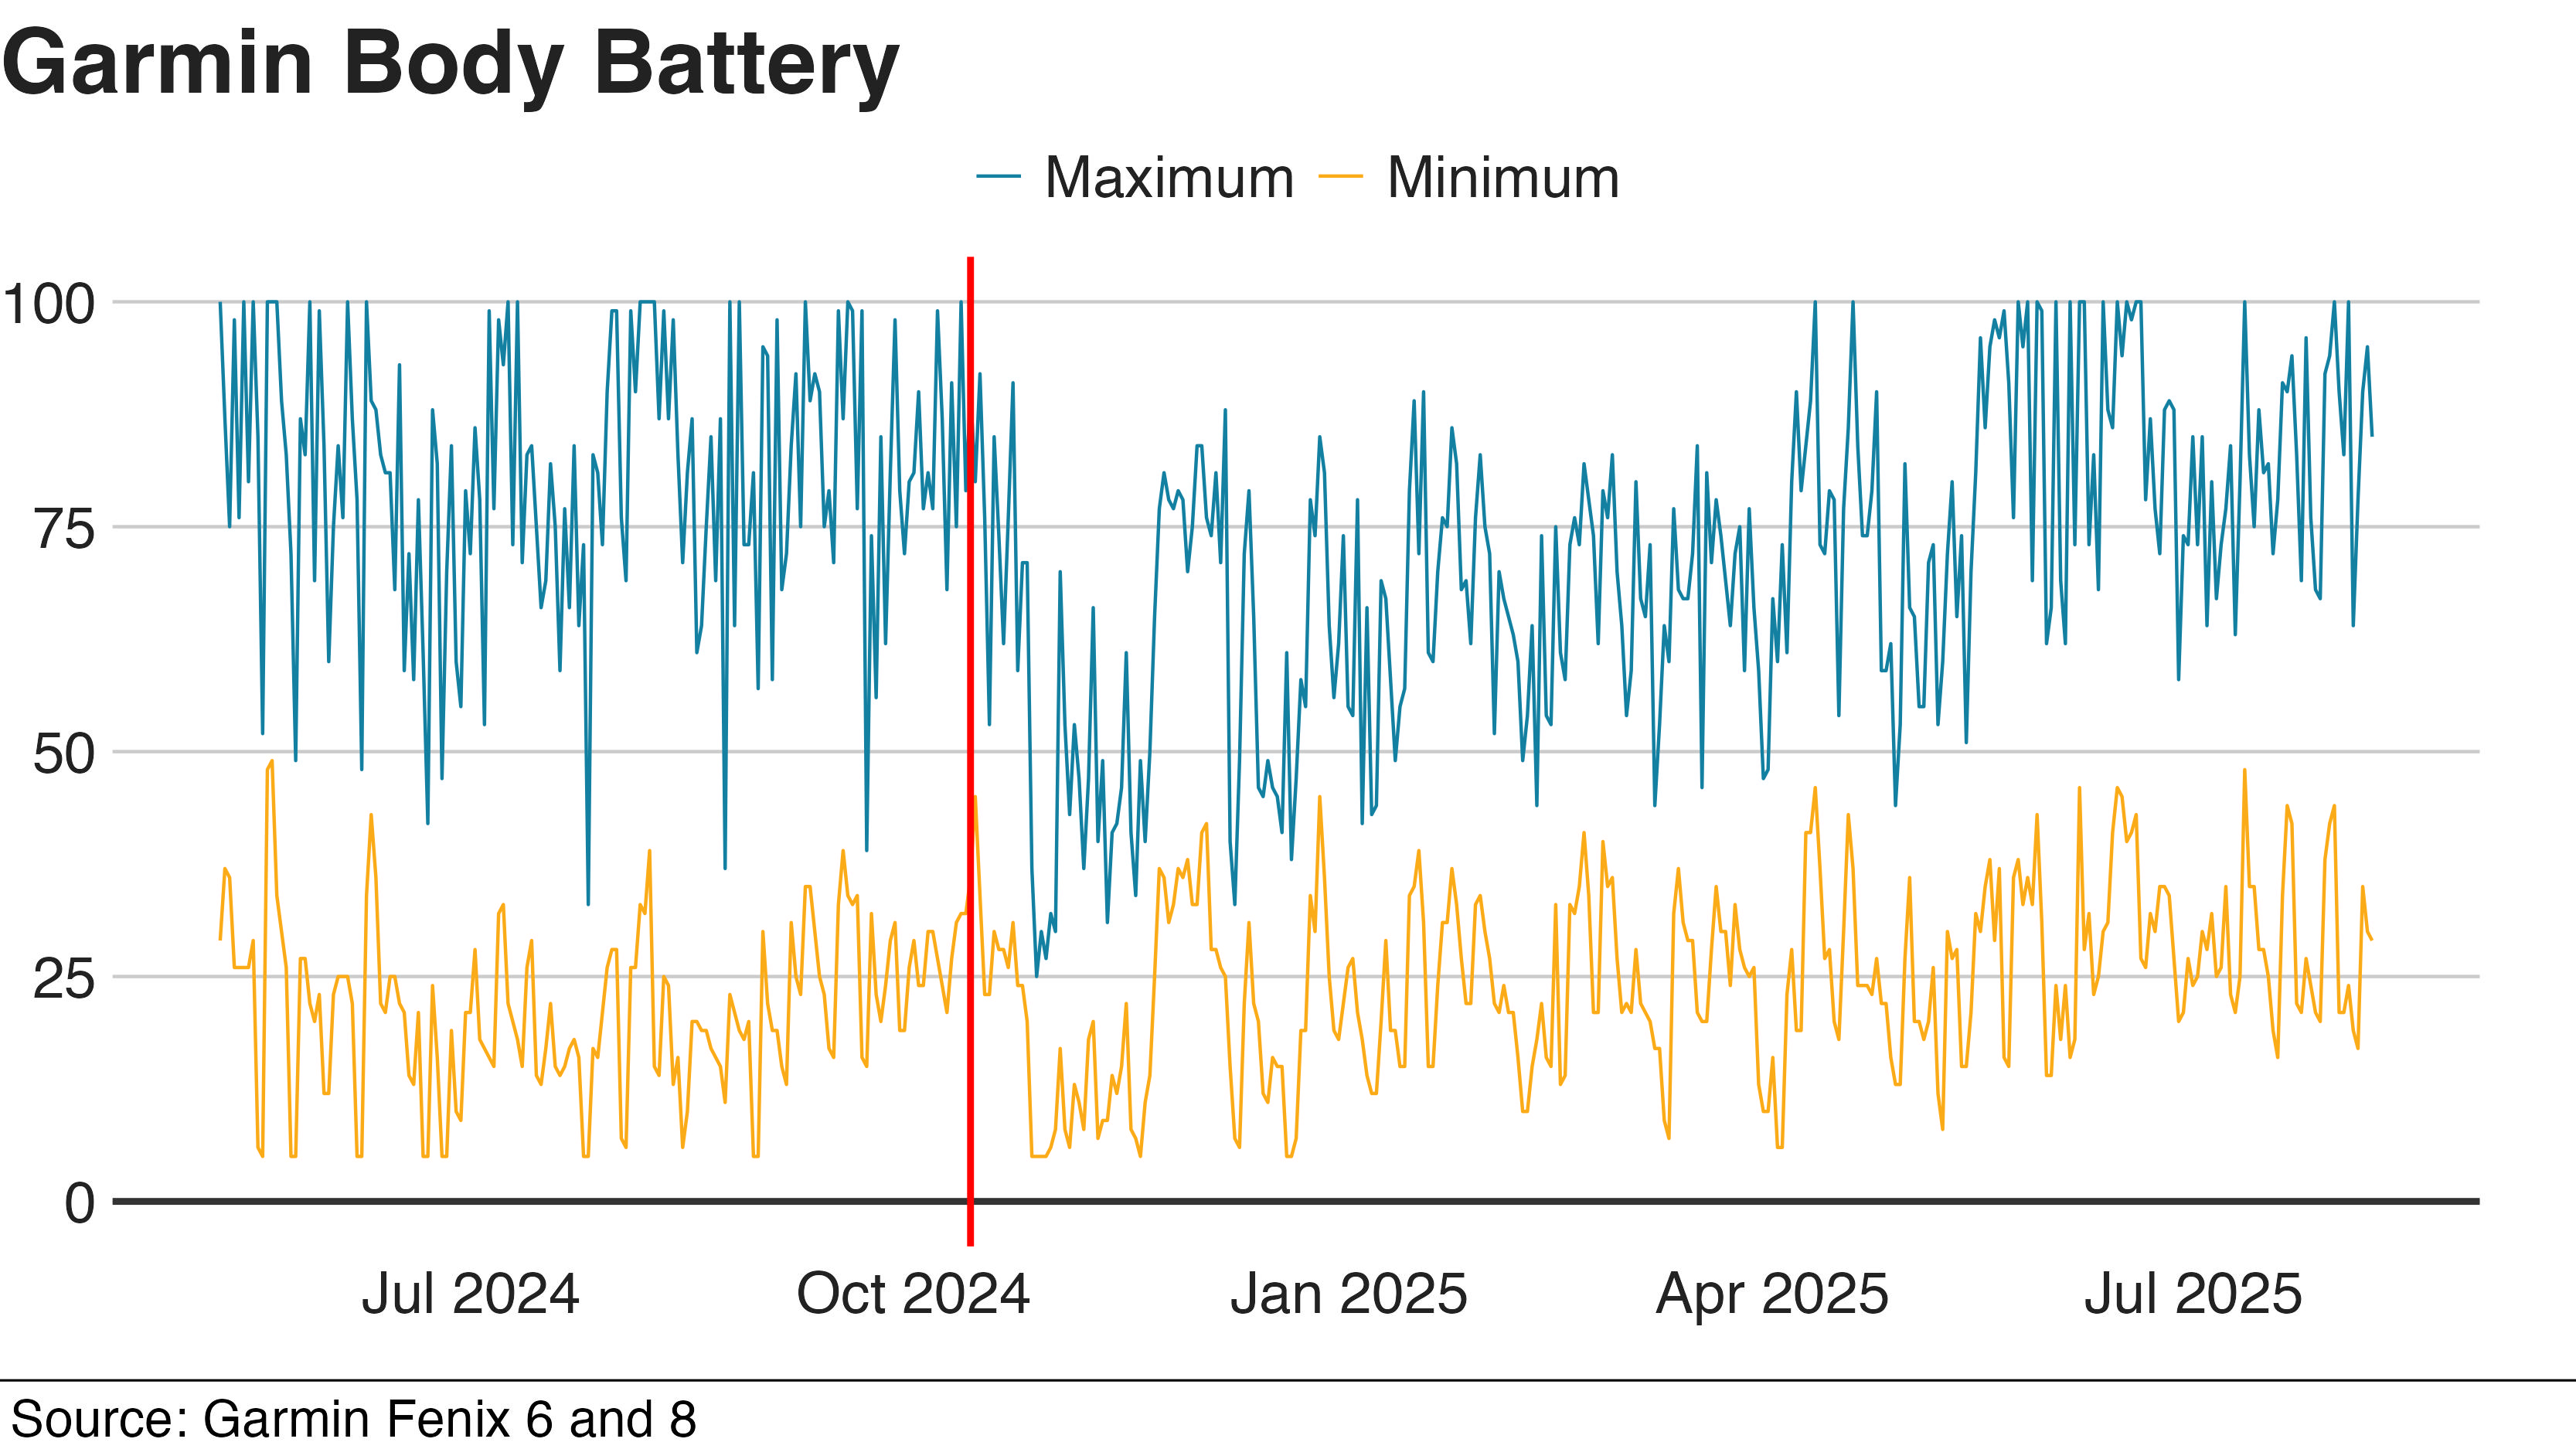 Garmin Body Battery
Maximum Minimum
100
75
50
25
0
Jul 2024 Oct 2024 Jan 2025 Apr 2025 Jul 2025
Source: Garmin Fenix 6 and 8